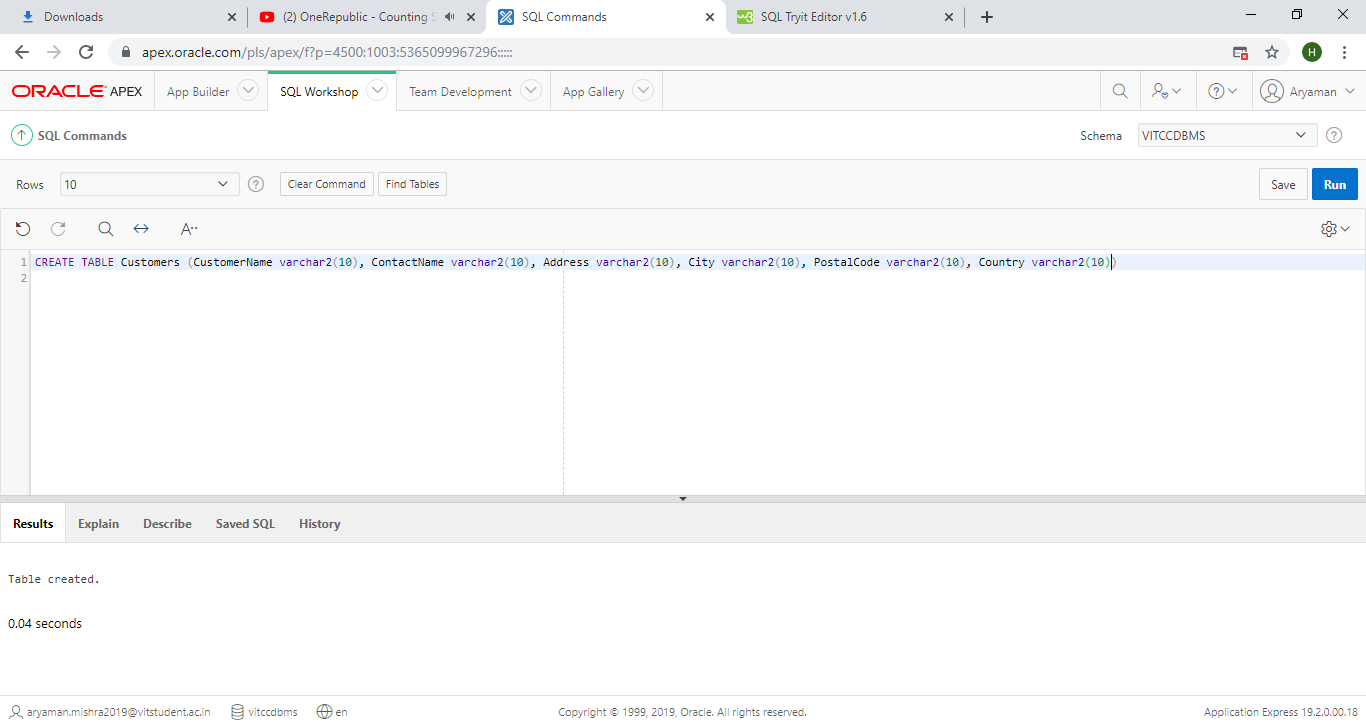 Downloads
(2) OneRepublic - Counting S
SQL Commands
SQL Tryit Editor v1.6
apex.oracle.com/pls/apex/f?p=4500:1003:5365099967296:::::
H
ORACLE APEX
App Builder
SQL Workshop
Team Development
App Gallery
Aryaman
SQL Commands
Schema
VITCCDBMS
Rows
10
Clear Command
Find Tables
Save
Run
A··
1 CREATE TABLE Customers (CustomerName varchar2(10), ContactName varchar2(10), Address varchar2(10), City varchar2(10), PostalCode varchar2(10), Country varchar2(10))
2
Results
Explain
Describe
Saved SQL
History
Table created.
0.04 seconds
aryaman.mishra2019@vitstudent.ac.in
vitccdbms
en
Copyright © 1999, 2019, Oracle. All rights reserved.
Application Express 19.2.0.00.18